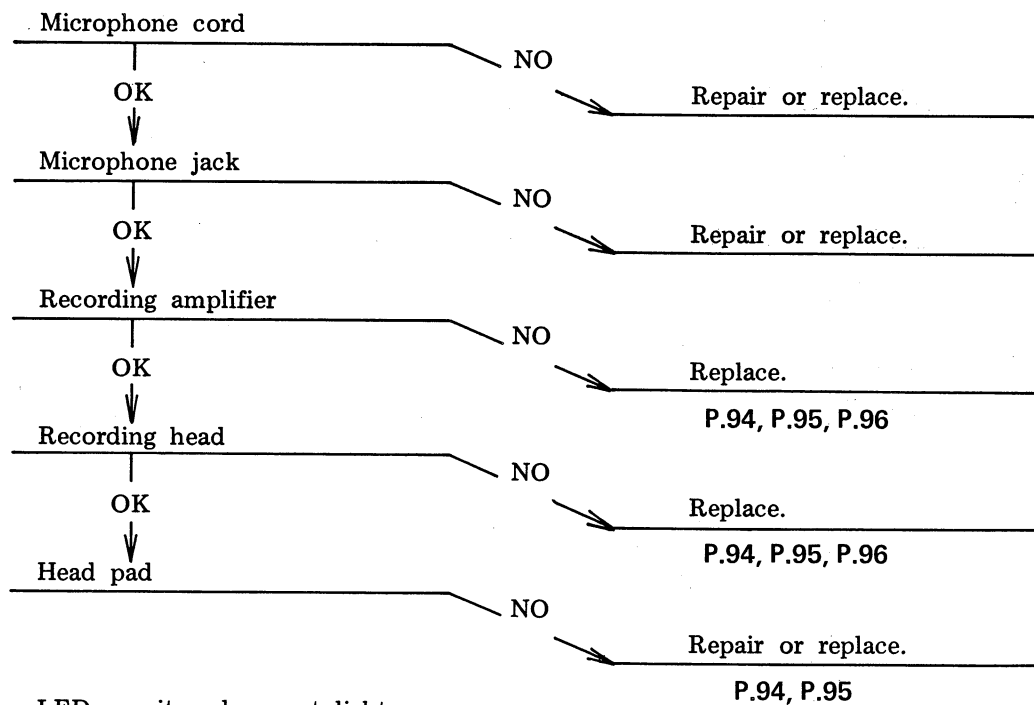 Microphone cord
NO
OK
Repair or replace.
Microphone jack
NO
OK
Repair or replace.
Recording amplifier
NO
OK
Replace.
P.94, P.95, P.96
Recording head
NO
OK
Replace.
P.94, P.95, P.96
Head pad
NO
Repair or replace.
P.94, P.95
LED